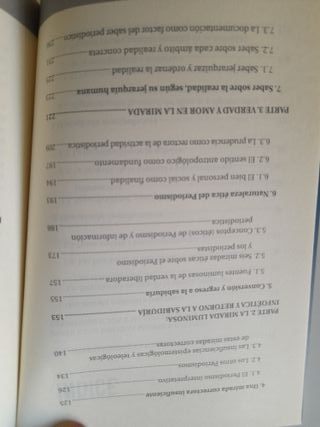 4. Una mirada correctora insuficiente 125
4.1. El Periodismo interpretativo 126
4.2. Los otros Periodismos 134
4.3. Las insuficiencias epistemológicas y teleológicas
de estas miradas correctoras 140
PARTE 2. LA MIRADA LUMINOSA:
INFOÉTICA Y RETORNO A LA SABIDURÍA 153
5. Conversión y regreso a la sabiduría 155
5.1. Fuentes luminosas de la verdad liberadora 157
5.2. Seis miradas éticas sobre el Periodismo
y los periodistas 173
5.3. Conceptos (éticos) de Periodismo y de información
periodística 188
6. Naturaleza ética del Periodismo 193
6.1. El bien personal y social como finalidad 194
6.2. El sentido antropológico como fundamento 197
6.3. La prudencia como rectora de la actividad periodística 209
PARTE 3. VERDAD Y AMOR EN LA MIRADA 221
7. Saber sobre la realidad, según su jerarquía humana 223
7.1. Saber jerarquizar y ordenar la realidad 225
7.2. Saber sobre cada ámbito y realidad concreta
7.3. La documentación como factor del saber periodístico